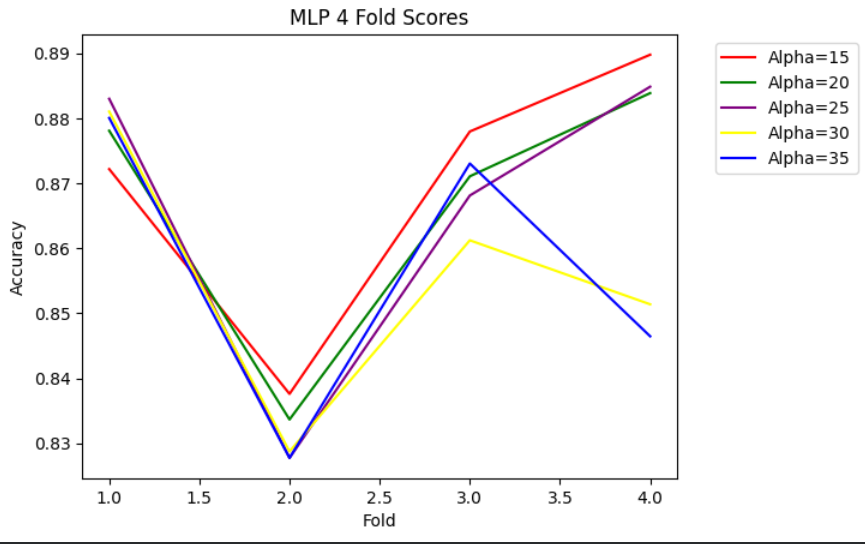 MLP 4 Fold Scores
0.89
0.88
0.87
0.86
0.85
0.84
0.83
Accuracy
1.0 1.5 2.0 2.5 3.0 3.5 4.0
Fold
Alpha=15
Alpha=20
Alpha=25
Alpha=30
Alpha=35